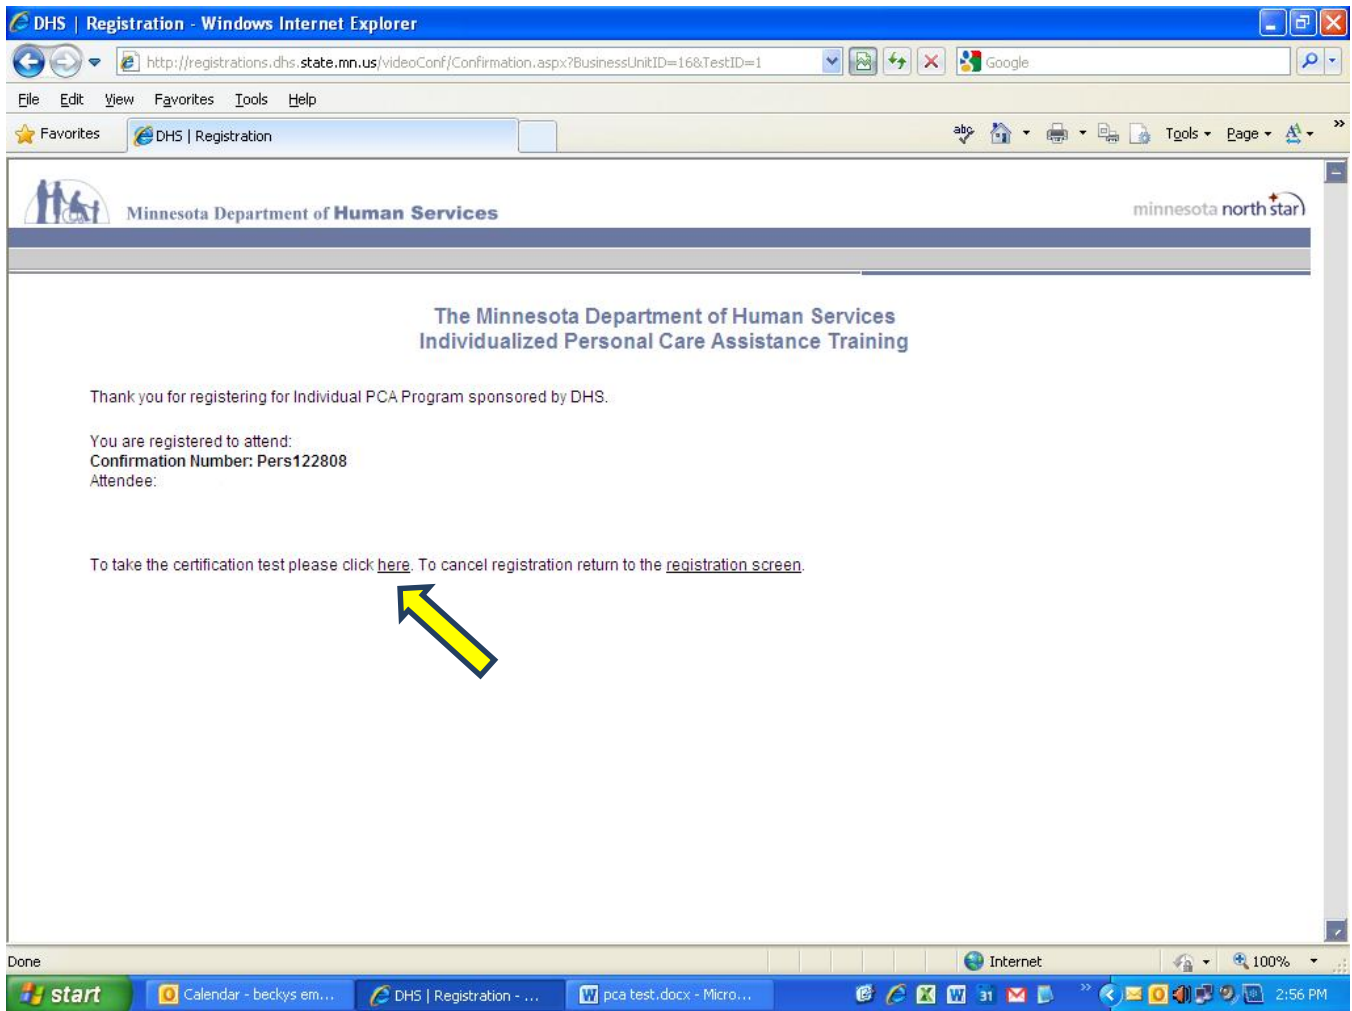 DHS | Registration - Windows Internet Explorer
http://registrations.dhs.state.mn.us/videoConf/Confirmation.aspx?BusinessUnitID=16&TestID=1
Google
File Edit View Favorites Tools Help
Favorites DHS | Registration Tools Page
Minnesota Department of Human Services
minnesota north star
The Minnesota Department of Human Services
Individualized Personal Care Assistance Training
Thank you for registering for Individual PCA Program sponsored by DHS.
You are registered to attend:
Confirmation Number: Pers122808
Attendee:
To take the certification test please click here. To cancel registration return to the registration screen.
Done Internet 100%
start Calendar - beckys em... DHS | Registration - ... pca test.docx - Micro... 2:56 PM